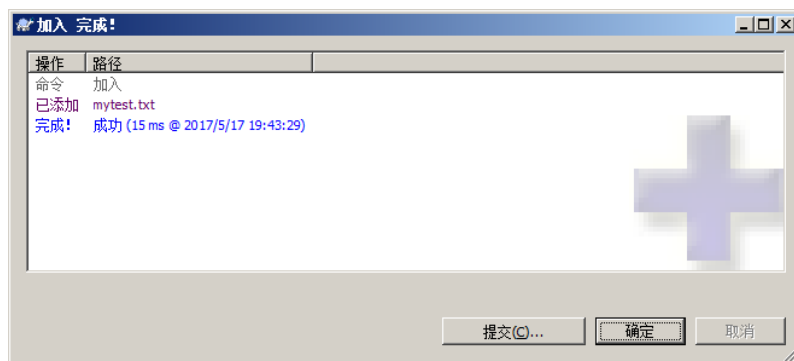 加入 完成!
操作 路径
命令 加入
已添加 mytest.txt
完成! 成功 (15 ms @ 2017/5/17 19:43:29)
提交(C)... 确定 取消